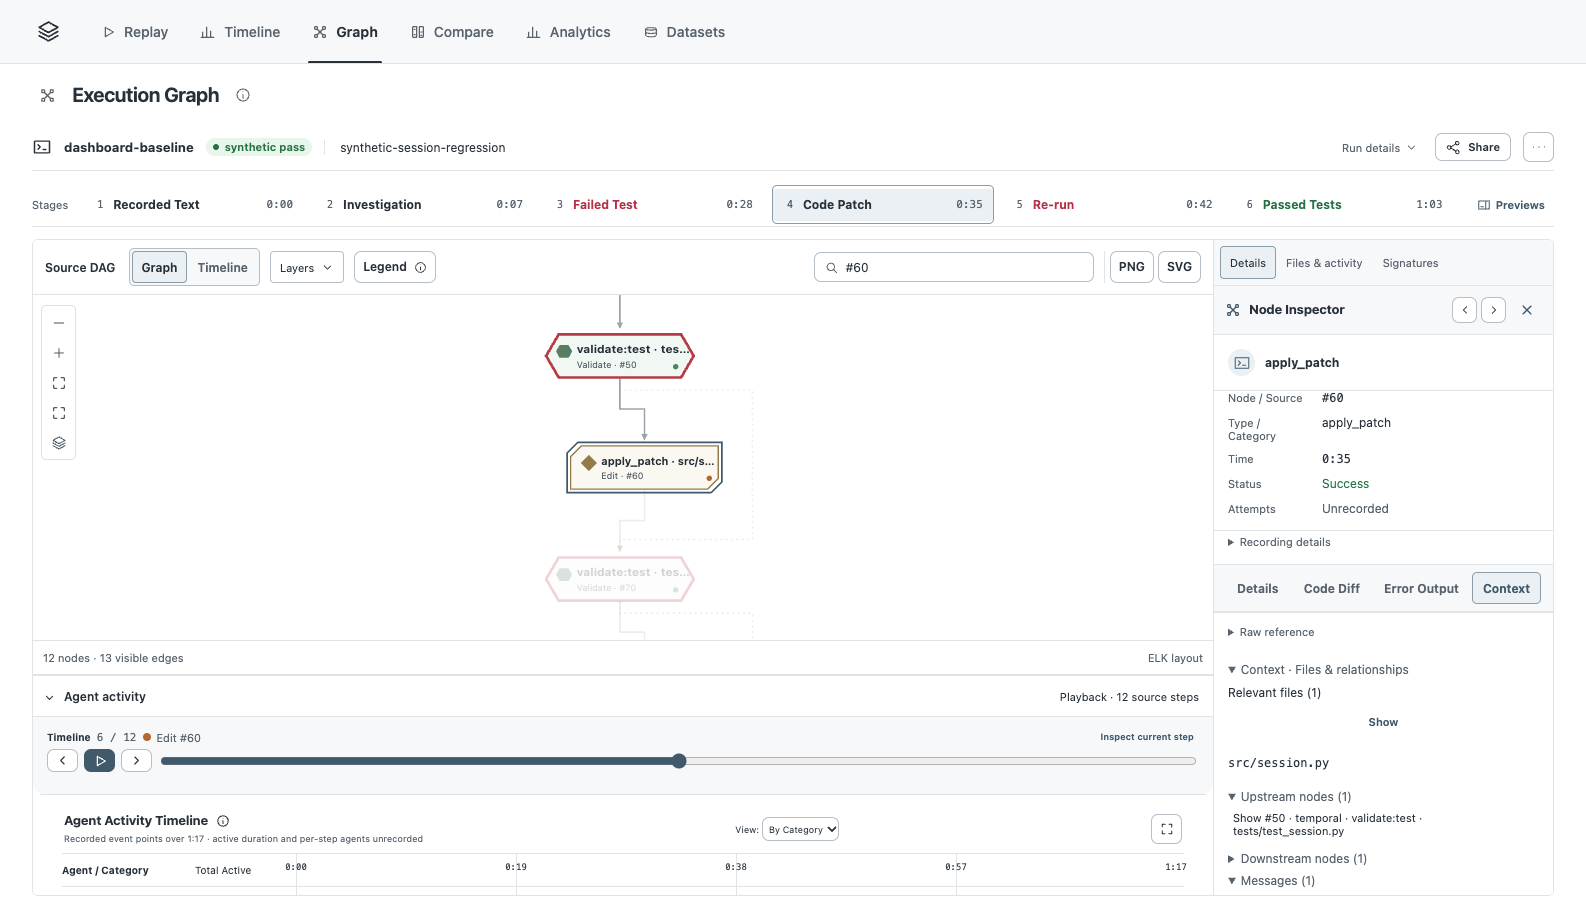 Replay
Timeline
Graph
Compare
Analytics
Datasets
Execution Graph
dashboard-baseline
synthetic pass
synthetic-session-regression
Run details
Share
Stages
1 Recorded Text 0:00
2 Investigation 0:07
3 Failed Test 0:28
4 Code Patch 0:35
5 Re-run 0:42
6 Passed Tests 1:03
Previews
Source DAG
Graph
Timeline
Layers
Legend
#60
PNG
SVG
validate:test · tes...
Validate · #50
apply_patch · src/s...
Edit · #60
validate:test · tes...
Validate · #70
12 nodes · 13 visible edges
ELK layout
Agent activity
Playback · 12 source steps
Timeline 6 / 12 Edit #60
Inspect current step
Agent Activity Timeline
Recorded event points over 1:17 · active duration and per-step agents unrecorded
View: By Category
Agent / Category
Total Active
0:00
0:19
0:38
0:57
1:17
Details
Files & activity
Signatures
Node Inspector
apply_patch
Node / Source #60
Type / Category apply_patch
Time 0:35
Status Success
Attempts Unrecorded
Recording details
Details
Code Diff
Error Output
Context
Raw reference
Context · Files & relationships
Relevant files (1)
Show
src/session.py
Upstream nodes (1)
Show #50 · temporal · validate:test ·
tests/test_session.py
Downstream nodes (1)
Messages (1)